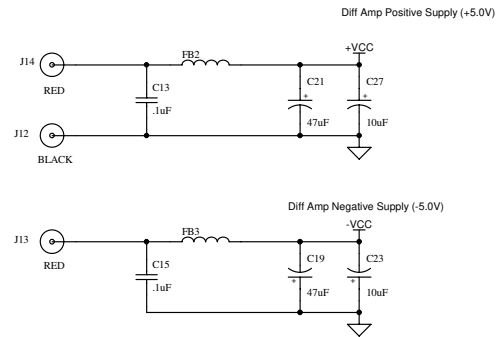 Diff Amp Positive Supply (+5.0V)
+VCC
J14
FB2
RED
C13
C21
C27
.1uF
+
+
J12
47uF
10uF
BLACK
Diff Amp Negative Supply (-5.0V)
-VCC
J13
FB3
RED
C15
C19
C23
.1uF
+
+
47uF
10uF